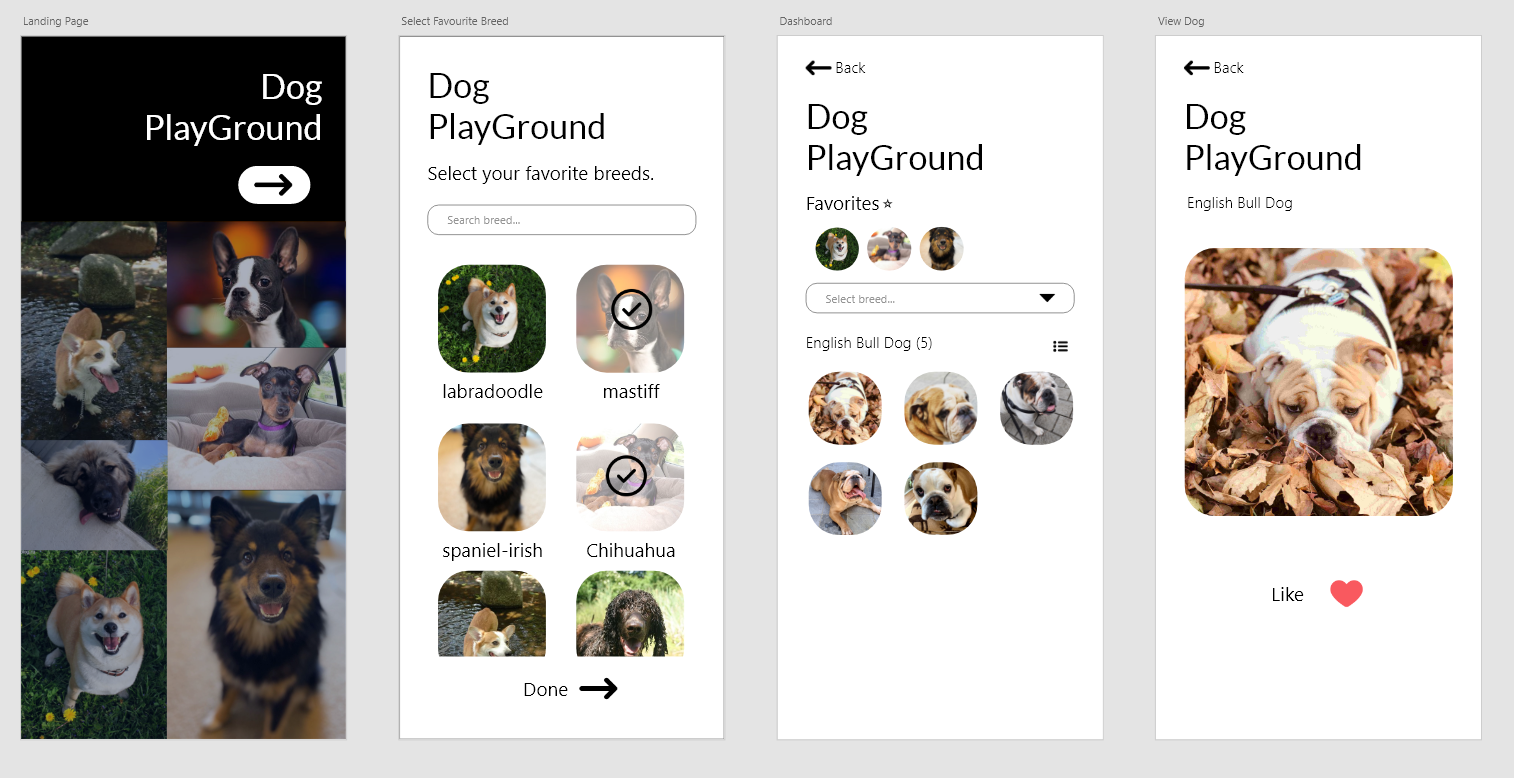 Landing Page
Dog
PlayGround
Select Favourite Breed
Dog
PlayGround
Select your favorite breeds.
Search breed...
labradoodle
mastiff
spaniel-irish
Chihuahua
Done
Dashboard
Back
Dog
PlayGround
Favorites
Select breed...
English Bull Dog (5)
View Dog
Back
Dog
PlayGround
English Bull Dog
Like